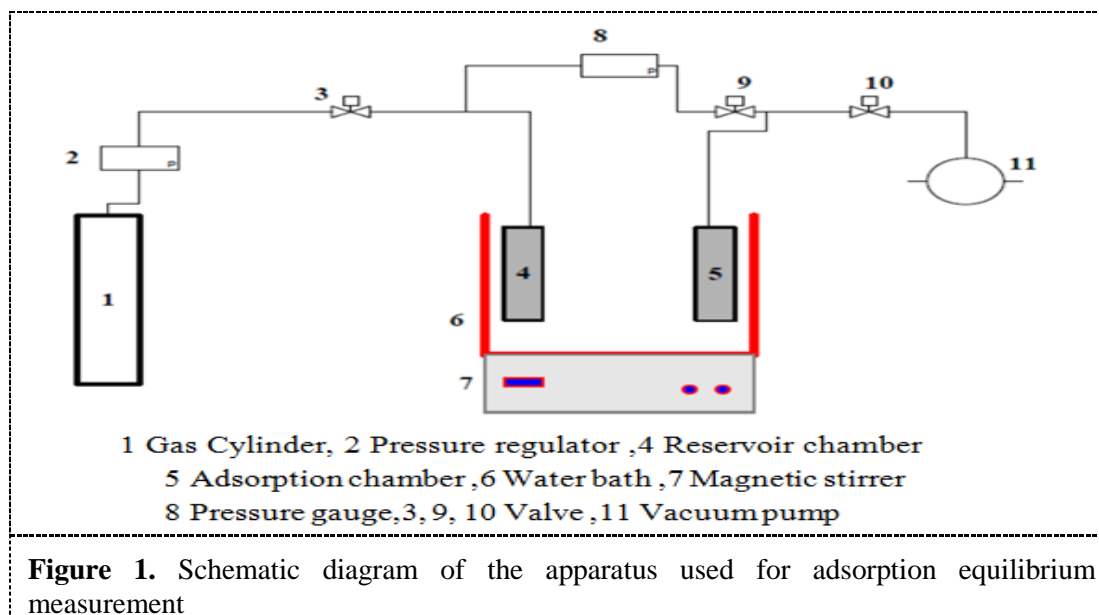 8
3
9
10
2
P
P
11
1
4
5
6
7
1 Gas Cylinder, 2 Pressure regulator ,4 Reservoir chamber
5 Adsorption chamber ,6 Water bath ,7 Magnetic stirrer
8 Pressure gauge,3, 9, 10 Valve ,11 Vacuum pump
Figure 1. Schematic diagram of the apparatus used for adsorption equilibrium
measurement